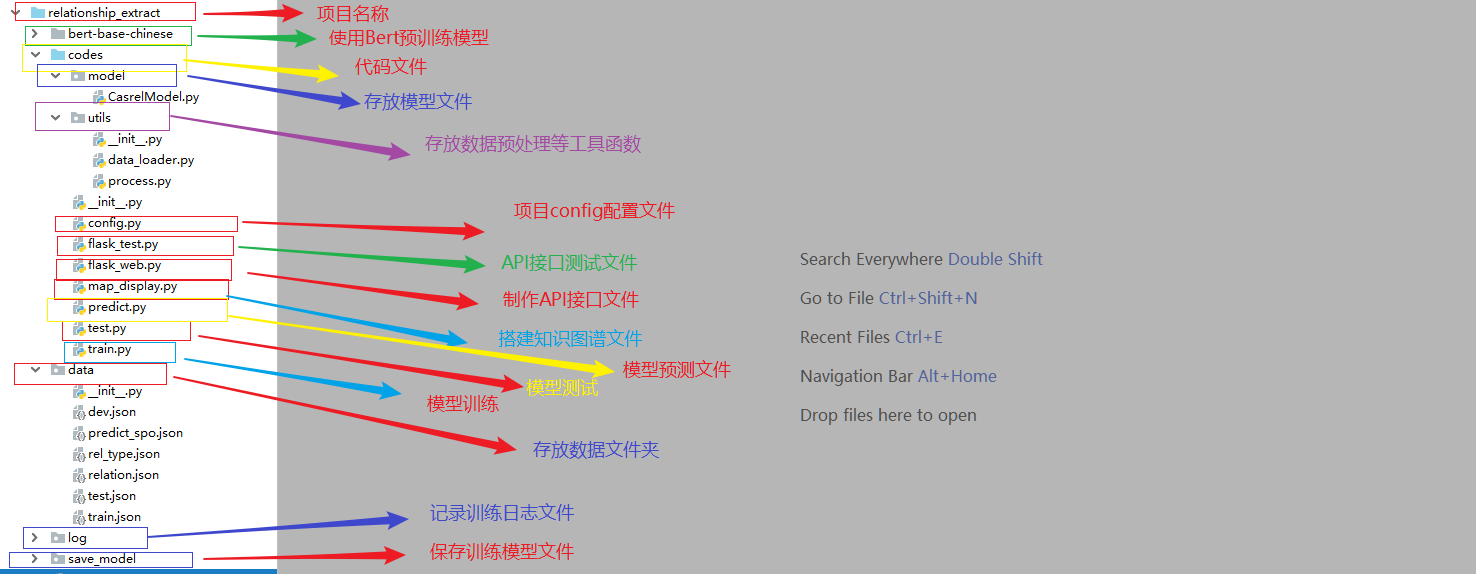 relationship_extract
项目名称
bert-base-chinese
使用Bert预训练模型
codes
代码文件
model
存放模型文件
CasrelModel.py
utils
存放数据预处理等工具函数
__init__.py
data_loader.py
process.py
__init__.py
config.py
项目config配置文件
flask_test.py
API接口测试文件
flask_web.py
制作API接口文件
map_display.py
搭建知识图谱文件
predict.py
模型预测文件
test.py
模型测试
train.py
模型训练
data
存放数据文件夹
__init__.py
dev.json
predict_spo.json
rel_type.json
relation.json
test.json
train.json
log
记录训练日志文件
save_model
保存训练模型文件
Search Everywhere Double Shift
Go to File Ctrl+Shift+N
Recent Files Ctrl+E
Navigation Bar Alt+Home
Drop files here to open